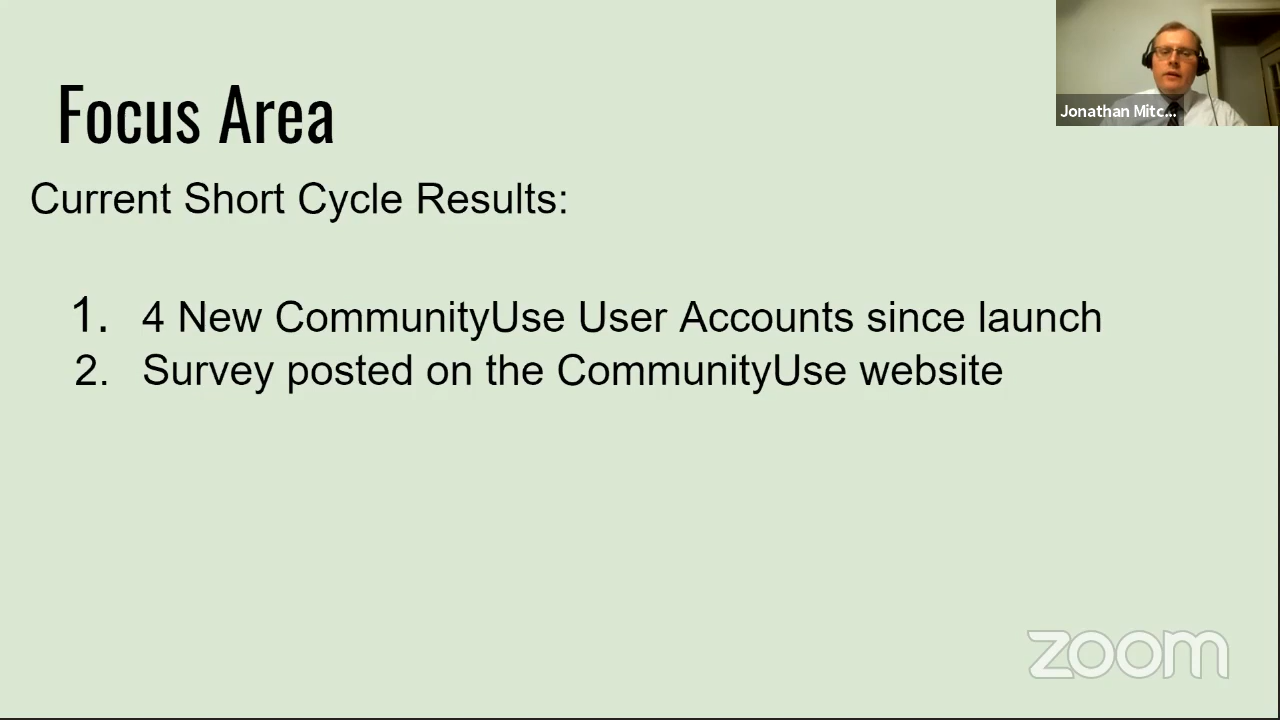 Jonathan Mitc...
Focus Area
Current Short Cycle Results:
1. 4 New CommunityUse User Accounts since launch
2. Survey posted on the CommunityUse website
zoom